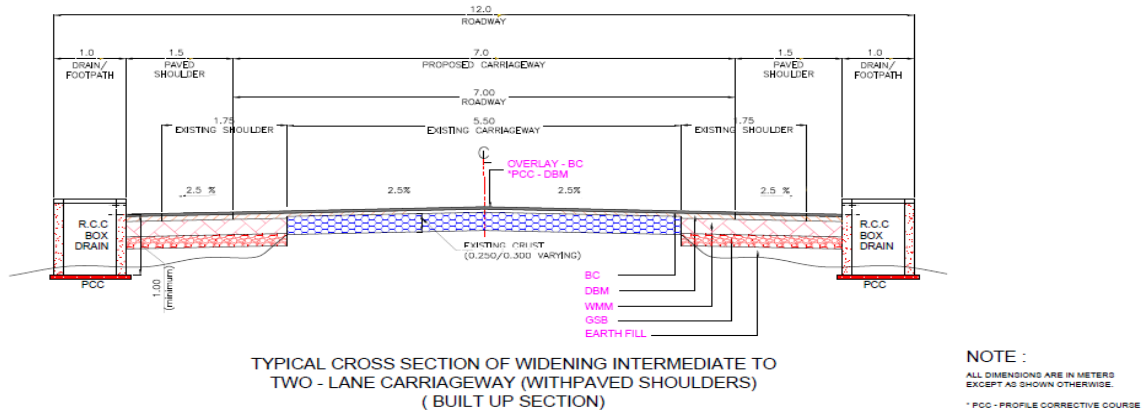 12.0
ROADWAY
1.0
DRAIN/
FOOTPATH
1.5
PAVED
SHOULDER
7.0
PROPOSED CARRIAGEWAY
1.5
PAVED
SHOULDER
1.0
DRAIN/
FOOTPATH
7.00
ROADWAY
1.75
EXISTING SHOULDER
5.50
EXISTING CARRIAGEWAY
1.75
EXISTING SHOULDER
C
OVERLAY - BC
*PCC - DBM
2.5 %
2.5%
2.5%
2.5 %
R.C.C
BOX
DRAIN
R.C.C
BOX
DRAIN
EXISTING CRUST
(0.250/0.300 VARYING)
PCC
PCC
1.00
(minimum)
BC
DBM
WMM
GSB
EARTH FILL
TYPICAL CROSS SECTION OF WIDENING INTERMEDIATE TO
TWO - LANE CARRIAGEWAY (WITHPAVED SHOULDERS)
( BUILT UP SECTION)
NOTE :
ALL DIMENSIONS ARE IN METERS
EXCEPT AS SHOWN OTHERWISE.
* PCC - PROFILE CORRECTIVE COURSE